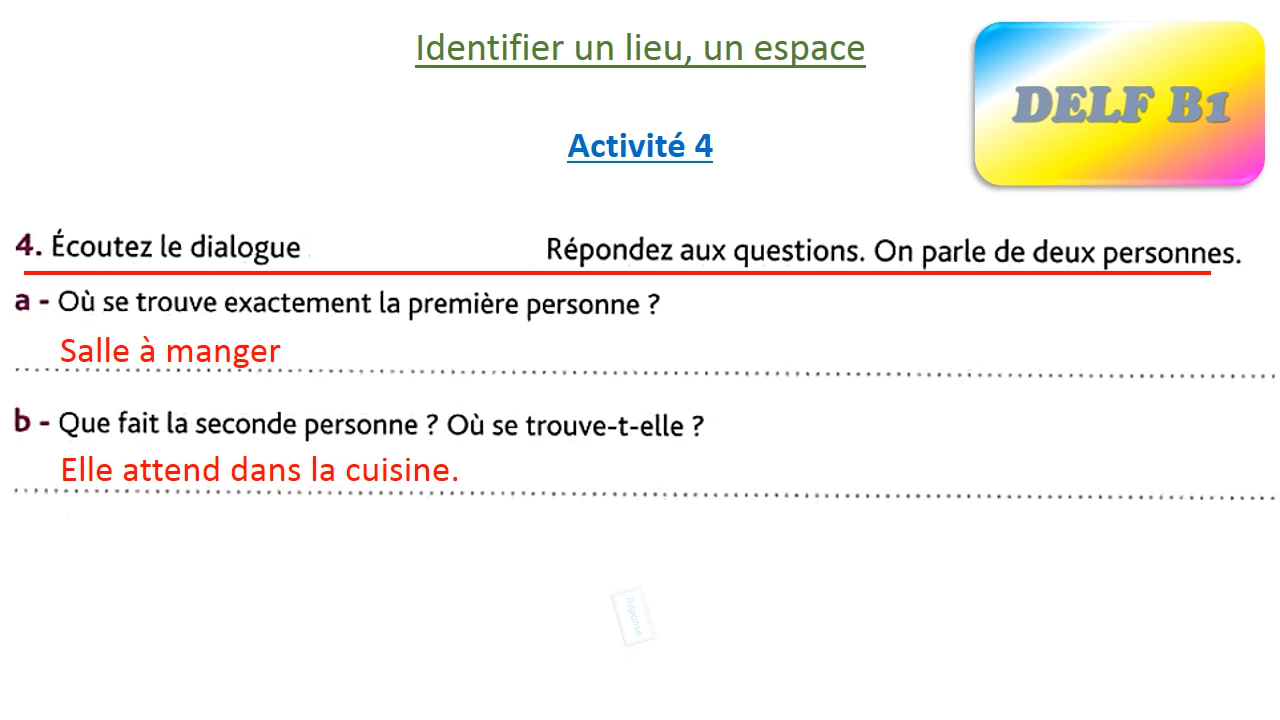 Identifier un lieu, un espace
DELF B1
Activité 4
4. Écoutez le dialogue Répondez aux questions. On parle de deux personnes.
a - Où se trouve exactement la première personne ?
Salle à manger
b - Que fait la seconde personne ? Où se trouve-t-elle ?
Elle attend dans la cuisine.
Réponse